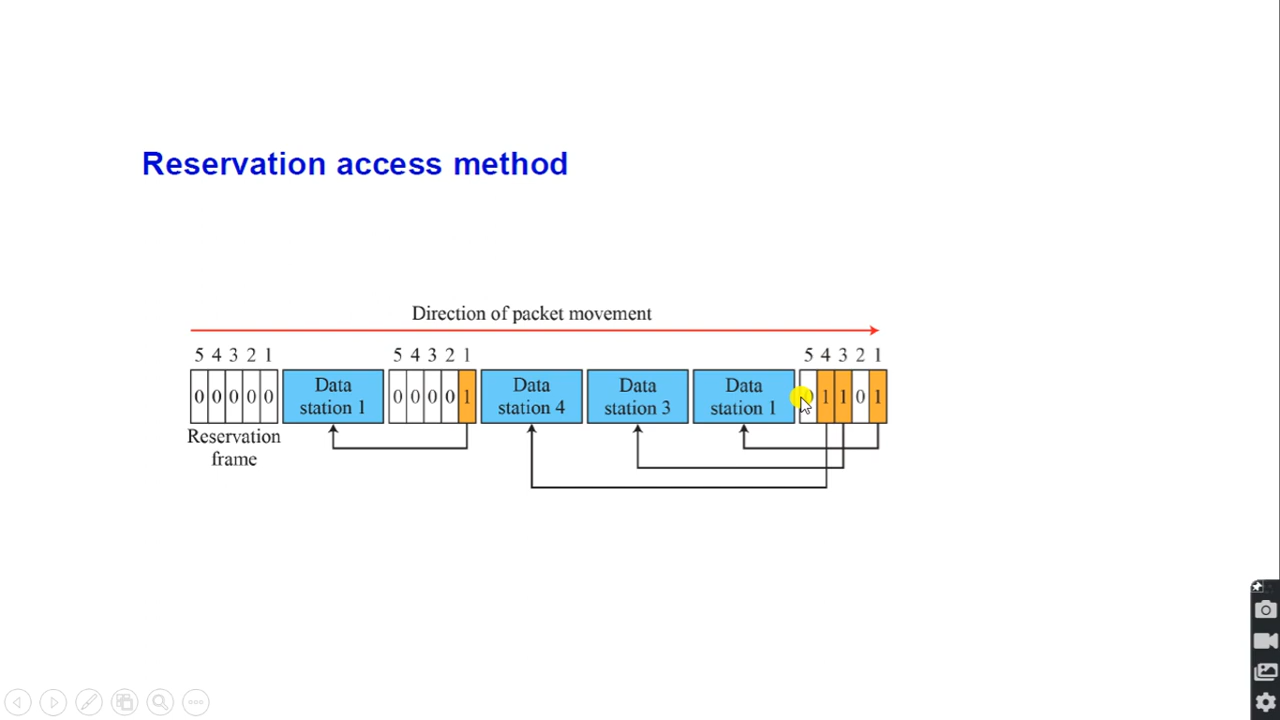 Reservation access method
Direction of packet movement
5 4 3 2 1
5 4 3 2 1
5 4 3 2 1
0 0 0 0 0
Data
station 1
0 0 0 0 1
Data
station 4
Data
station 3
Data
station 1
0 1 1 0 1
Reservation
frame